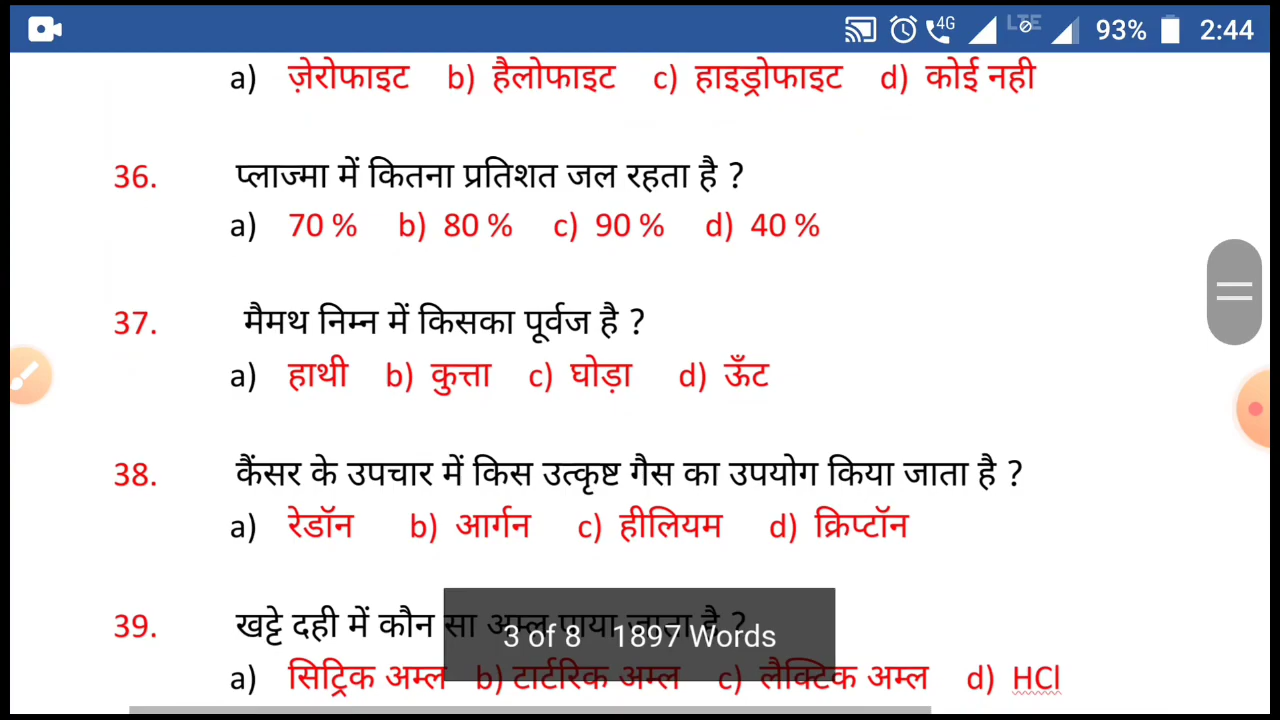 4G LTE 93% 2:44
a) ज़ेरोफाइट b) हैलोफाइट c) हाइड्रोफाइट d) कोई नही
36. प्लाज्मा में कितना प्रतिशत जल रहता है ?
a) 70 % b) 80 % c) 90 % d) 40 %
37. मैमथ निम्न में किसका पूर्वज है ?
a) हाथी b) कुत्ता c) घोड़ा d) ऊँट
38. कैंसर के उपचार में किस उत्कृष्ट गैस का उपयोग किया जाता है ?
a) रेडॉन b) आर्गन c) हीलियम d) क्रिप्टॉन
39. खट्टे दही में कौन सा अम्ल पाया जाता है ?
3 of 8 1897 Words
a) सिट्रिक अम्ल b) टार्टरिक अम्ल c) लैक्टिक अम्ल d) HCl